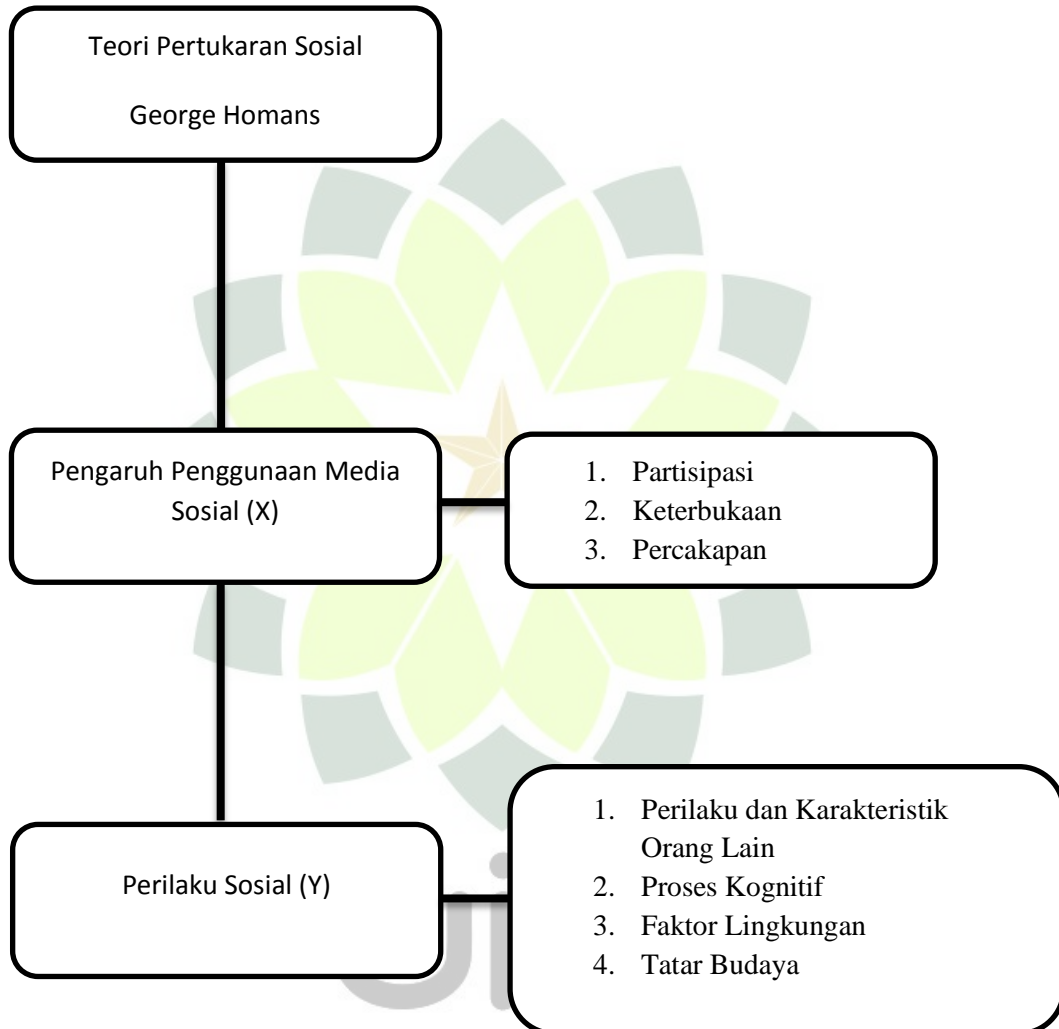 Teori Pertukaran Sosial
George Homans
Pengaruh Penggunaan Media
Sosial (X)
1. Partisipasi
2. Keterbukaan
3. Percakapan
Perilaku Sosial (Y)
1. Perilaku dan Karakteristik
Orang Lain
2. Proses Kognitif
3. Faktor Lingkungan
4. Tatar Budaya